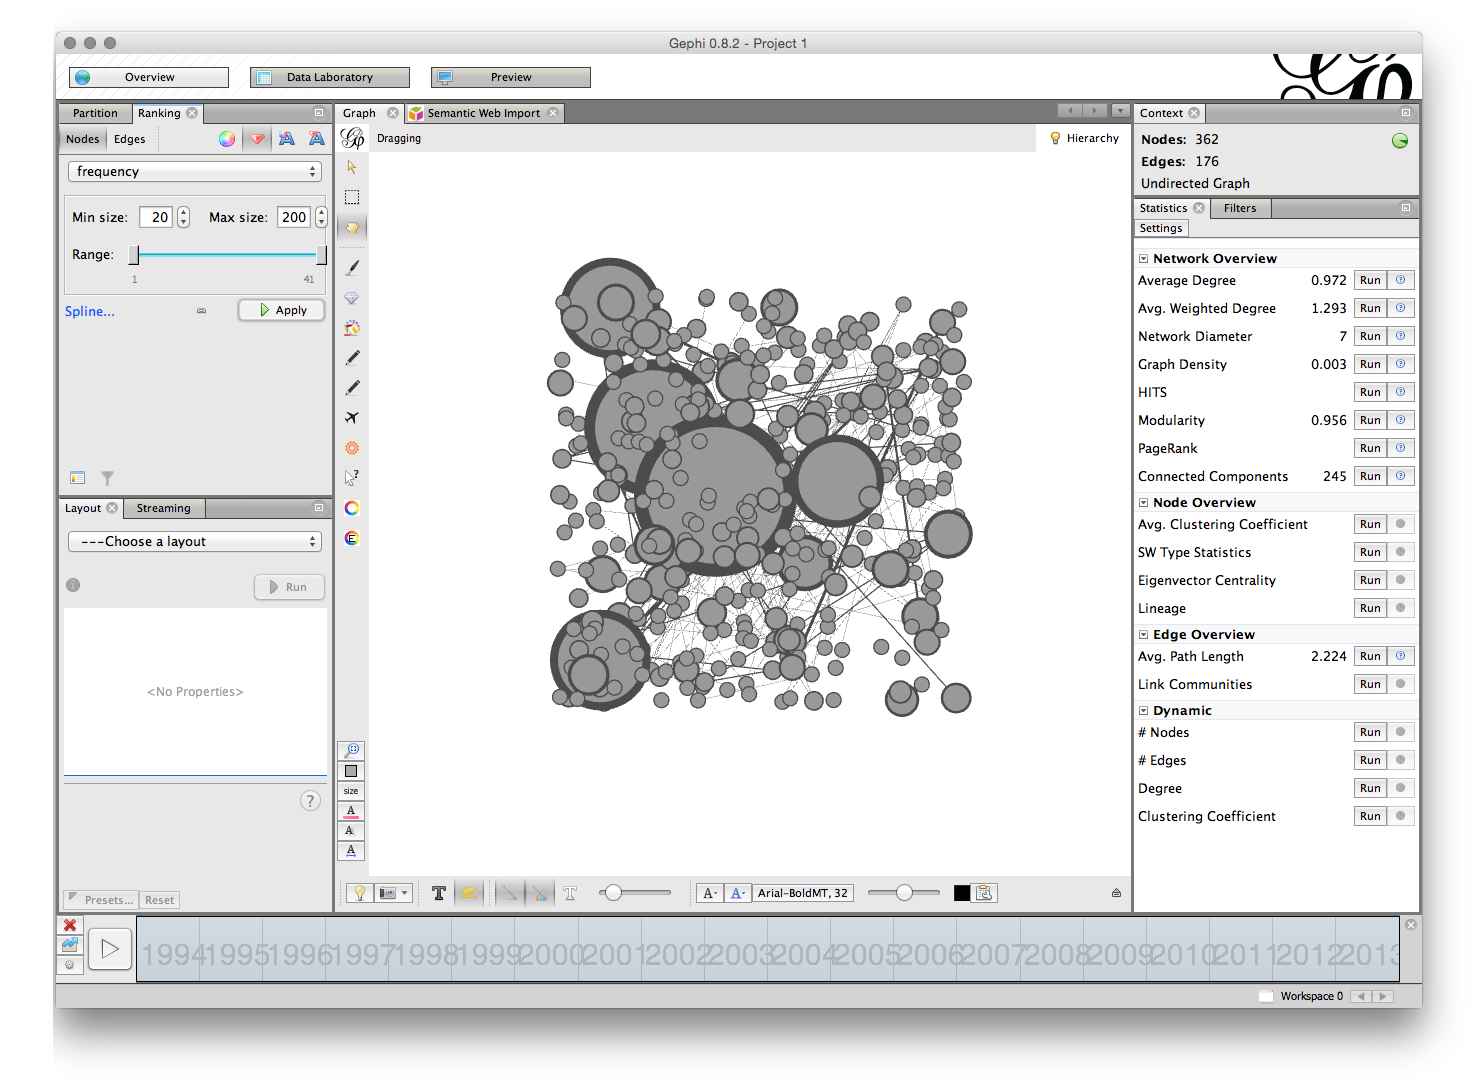 Gephi 0.8.2 - Project 1
Overview
Data Laboratory
Preview
Partition
Ranking
Nodes
Edges
frequency
Min size: 20 Max size: 200
Range:
1 41
Spline...
Apply
Layout
Streaming
---Choose a layout
Run
<No Properties>
?
Presets...
Reset
Graph
Semantic Web Import
Dragging
Hierarchy
?
E
size
A
A
A
T
T
A
A
Arial-BoldMT, 32
Context
Nodes: 362
Edges: 176
Undirected Graph
Statistics
Filters
Settings
Network Overview
Average Degree 0.972 Run ?
Avg. Weighted Degree 1.293 Run ?
Network Diameter 7 Run ?
Graph Density 0.003 Run ?
HITS Run ?
Modularity 0.956 Run ?
PageRank Run ?
Connected Components 245 Run ?
Node Overview
Avg. Clustering Coefficient Run
SW Type Statistics Run
Eigenvector Centrality Run
Lineage Run
Edge Overview
Avg. Path Length 2.224 Run ?
Link Communities Run
Dynamic
# Nodes Run
# Edges Run
Degree Run
Clustering Coefficient Run
1994 1995 1996 1997 1998 1999 2000 2001 2002 2003 2004 2005 2006 2007 2008 2009 2010 2011 2012 2013
Workspace 0